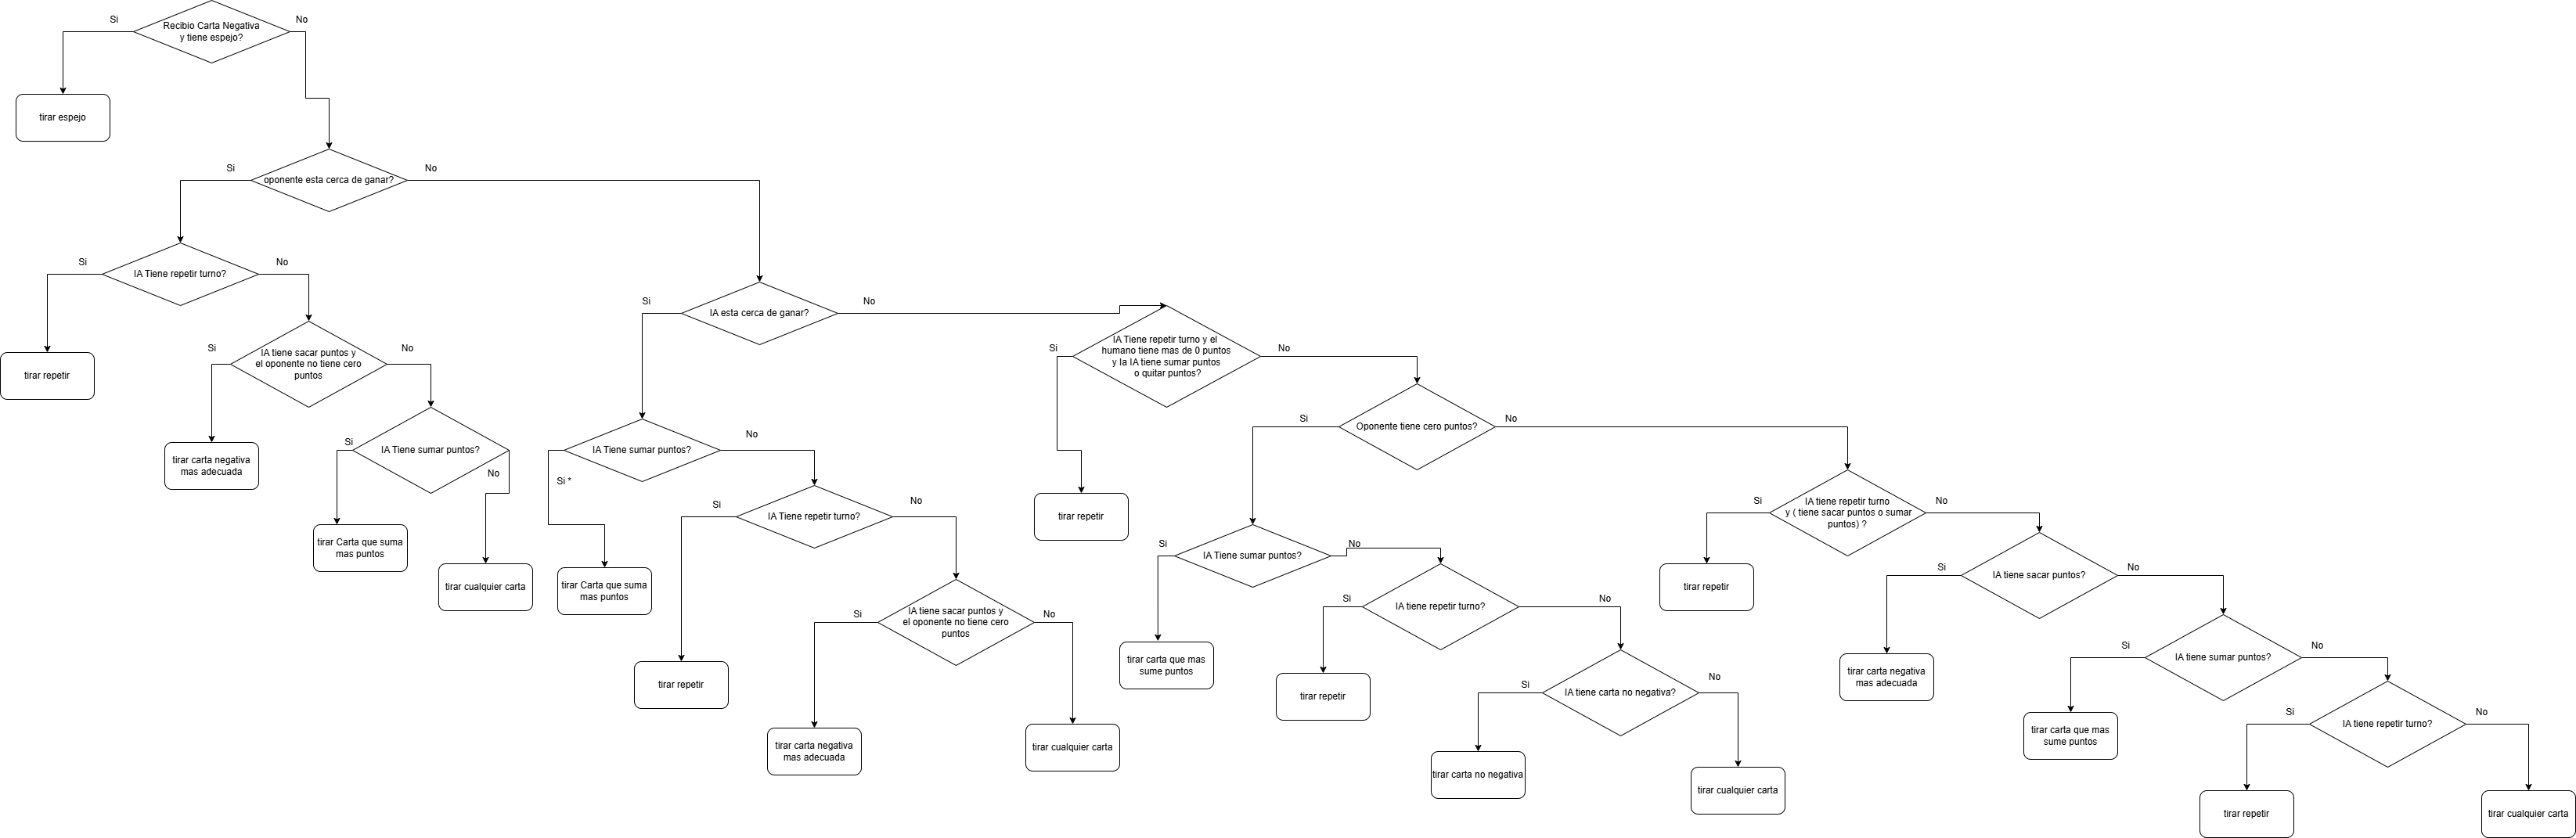 Si
Recibio Carta Negativa
y tiene espejo?
No
tirar espejo
Si
oponente esta cerca de ganar?
No
Si
IA Tiene repetir turno?
No
tirar repetir
Si
IA tiene sacar puntos y
el oponente no tiene cero
puntos
No
tirar carta negativa
mas adecuada
Si
IA Tiene sumar puntos?
No
tirar Carta que suma
mas puntos
tirar cualquier carta
Si
IA esta cerca de ganar?
No
IA Tiene sumar puntos?
No
Si *
tirar Carta que suma
mas puntos
Si
IA Tiene repetir turno?
No
tirar repetir
Si
IA tiene sacar puntos y
el oponente no tiene cero
puntos
No
tirar carta negativa
mas adecuada
tirar cualquier carta
Si
IA Tiene repetir turno y el
humano tiene mas de 0 puntos
y la IA tiene sumar puntos
o quitar puntos?
No
tirar repetir
Si
Oponente tiene cero puntos?
No
Si
IA Tiene sumar puntos?
No
tirar carta que mas
sume puntos
Si
IA tiene repetir turno?
No
tirar repetir
Si
IA tiene carta no negativa?
No
tirar carta no negativa
tirar cualquier carta
Si
IA tiene repetir turno
y ( tiene sacar puntos o sumar
puntos) ?
No
tirar repetir
Si
IA tiene sacar puntos?
No
tirar carta negativa
mas adecuada
Si
IA tiene sumar puntos?
No
tirar carta que mas
sume puntos
Si
IA tiene repetir turno?
No
tirar repetir
tirar cualquier carta